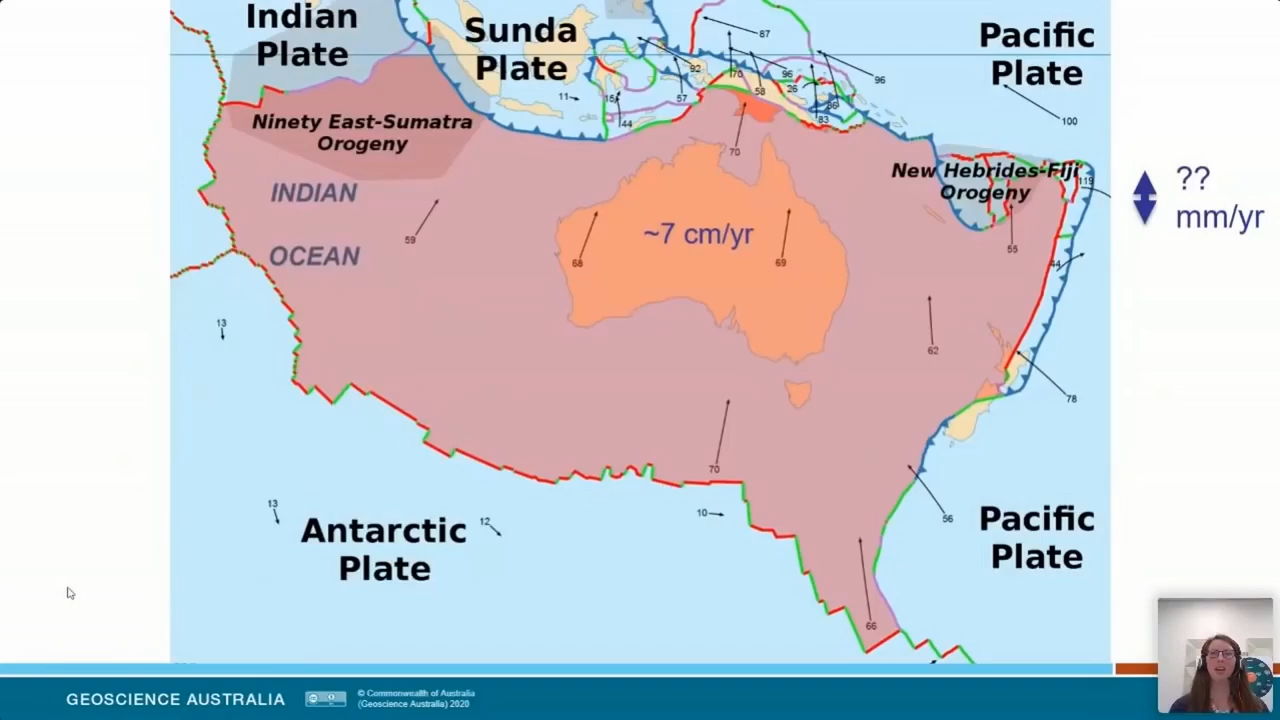 Indian
Plate
Sunda
Plate
Pacific
Plate
87
92
70
96
96
58
26
57
11
15
44
86
83
100
Ninety East-Sumatra
Orogeny
70
New Hebrides-Fiji
Orogeny
119
??
mm/yr
INDIAN
OCEAN
59
68
~7 cm/yr
69
55
44
13
62
78
70
13
12
10
56
Antarctic
Plate
Pacific
Plate
66
GEOSCIENCE AUSTRALIA
© Commonwealth of Australia
(Geoscience Australia) 2020